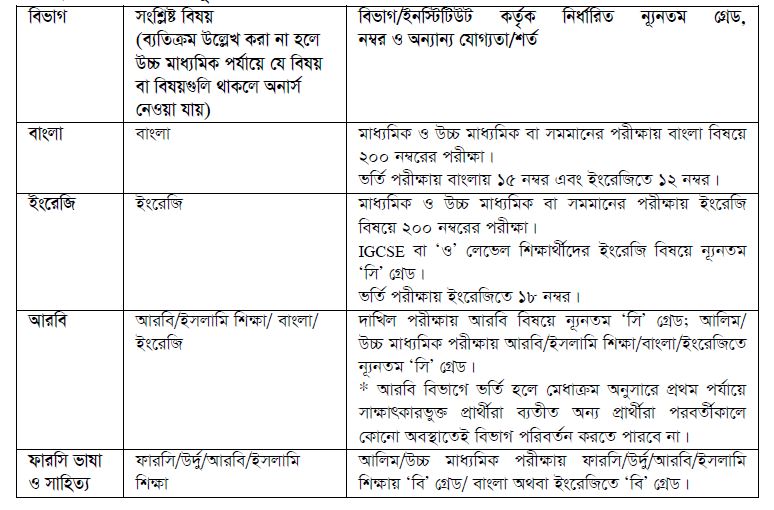 বিভাগ
সংশ্লিষ্ট বিষয়
(ব্যতিক্রম উল্লেখ করা না হলে
উচ্চ মাধ্যমিক পর্যায়ে যে বিষয়
বা বিষয়গুলি থাকলে অনার্স
নেওয়া যায়)
বিভাগ/ইনস্টিটিউট কর্তৃক নির্ধারিত ন্যূনতম গ্রেড,
নম্বর ও অন্যান্য যোগ্যতা/শর্ত
বাংলা
বাংলা
মাধ্যমিক ও উচ্চ মাধ্যমিক বা সমমানের পরীক্ষায় বাংলা বিষয়ে
২০০ নম্বরের পরীক্ষা।
ভর্তি পরীক্ষায় বাংলায় ১৫ নম্বর এবং ইংরেজিতে ১২ নম্বর।
ইংরেজি
ইংরেজি
মাধ্যমিক ও উচ্চ মাধ্যমিক বা সমমানের পরীক্ষায় ইংরেজি
বিষয়ে ২০০ নম্বরের পরীক্ষা।
IGCSE বা ‘ও’ লেভেল শিক্ষার্থীদের ইংরেজি বিষয়ে ন্যূনতম
‘সি’ গ্রেড।
ভর্তি পরীক্ষায় ইংরেজিতে ১৮ নম্বর।
আরবি
আরবি/ইসলামি শিক্ষা/ বাংলা/
ইংরেজি
দাখিল পরীক্ষায় আরবি বিষয়ে ন্যূনতম ‘সি’ গ্রেড; আলিম/
উচ্চ মাধ্যমিক পরীক্ষায় আরবি/ইসলামি শিক্ষা/বাংলা/ইংরেজিতে
ন্যূনতম ‘সি’ গ্রেড।
* আরবি বিভাগে ভর্তি হলে মেধাক্রম অনুসারে প্রথম পর্যায়ে
সাক্ষাৎকারভুক্ত প্রার্থীরা ব্যতীত অন্য প্রার্থীরা পরবর্তীকালে
কোনো অবস্থাতেই বিভাগ পরিবর্তন করতে পারবে না।
ফারসি ভাষা
ও সাহিত্য
ফারসি/উর্দু/আরবি/ইসলামি
শিক্ষা
আলিম/উচ্চ মাধ্যমিক পরীক্ষায় ফারসি/উর্দু/আরবি/ইসলামি
শিক্ষায় ‘বি’ গ্রেড/ বাংলা অথবা ইংরেজিতে ‘বি’ গ্রেড।